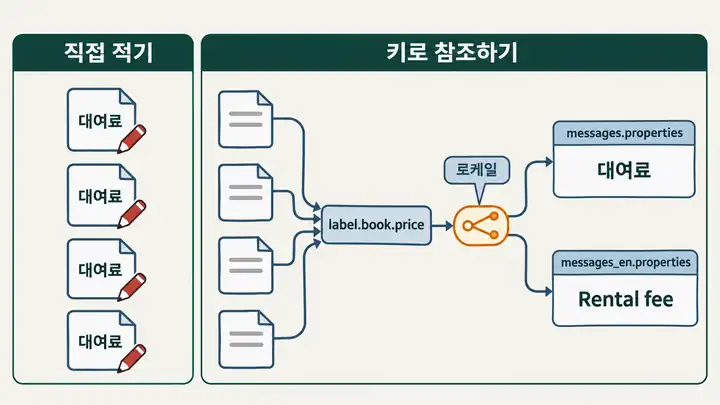 직접 적기
대여료
대여료
대여료
대여료
키로 참조하기
label.book.price
로케일
messages.properties
대여료
messages_en.properties
Rental fee